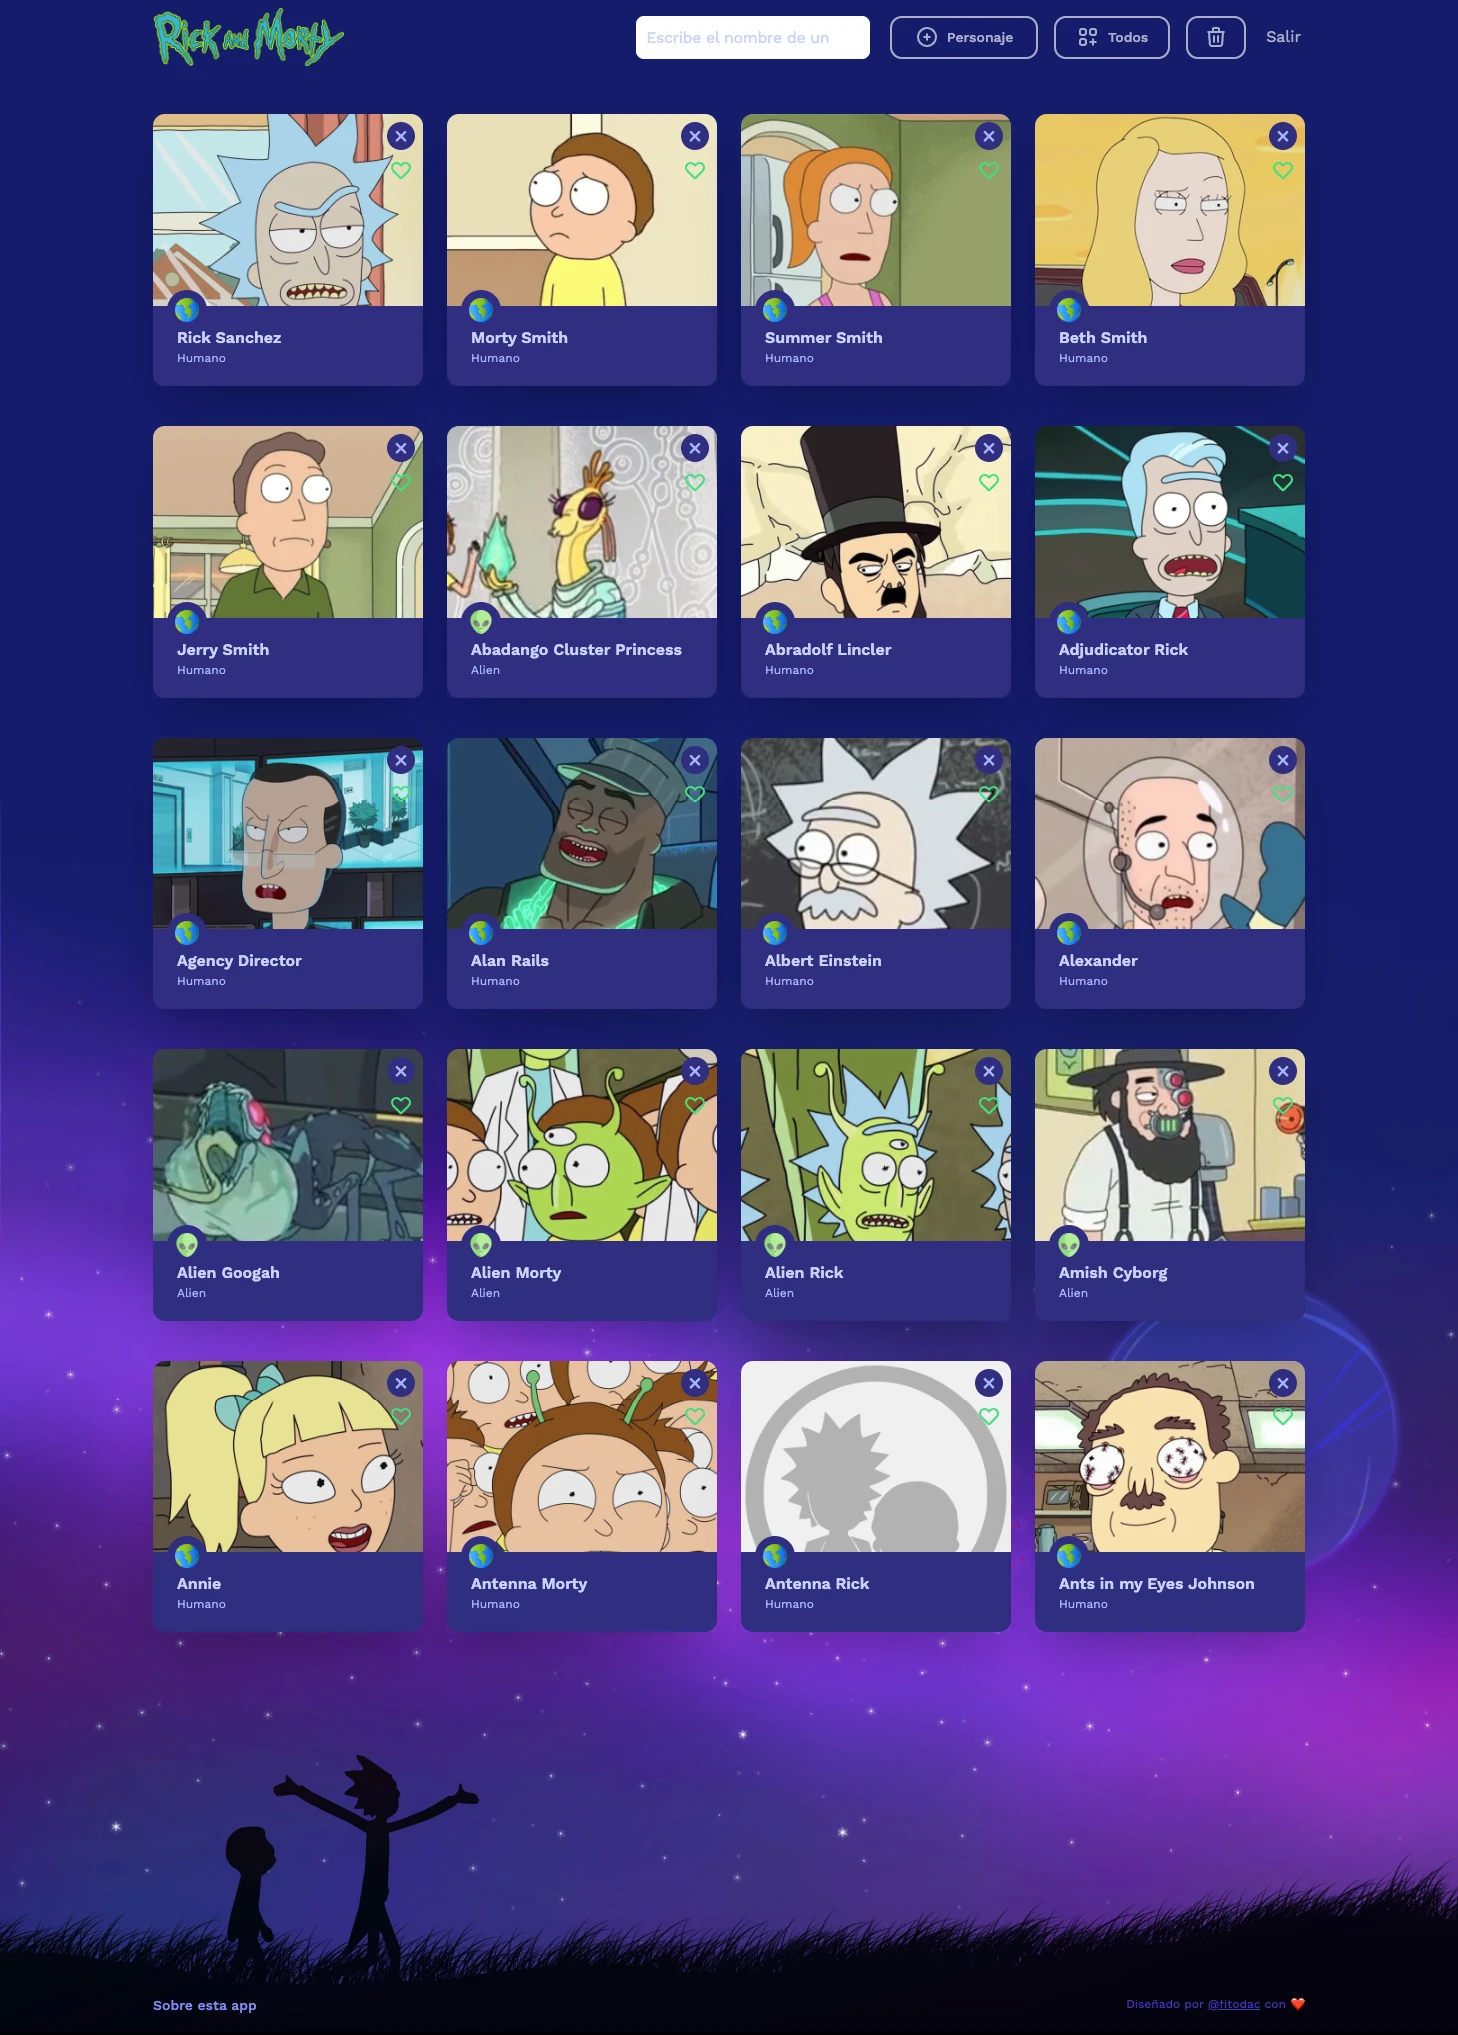 Rick and Morty
Escribe el nombre de un
Personaje
Todos
Salir
Rick Sanchez
Humano
Morty Smith
Humano
Summer Smith
Humano
Beth Smith
Humano
Jerry Smith
Humano
Abadango Cluster Princess
Alien
Abradolf Lincler
Humano
Adjudicator Rick
Humano
Agency Director
Humano
Alan Rails
Humano
Albert Einstein
Humano
Alexander
Humano
Alien Googah
Alien
Alien Morty
Alien
Alien Rick
Alien
Amish Cyborg
Alien
Annie
Humano
Antenna Morty
Humano
Antenna Rick
Humano
Ants in my Eyes Johnson
Humano
Sobre esta app
Diseñado por @fitodac con ❤️